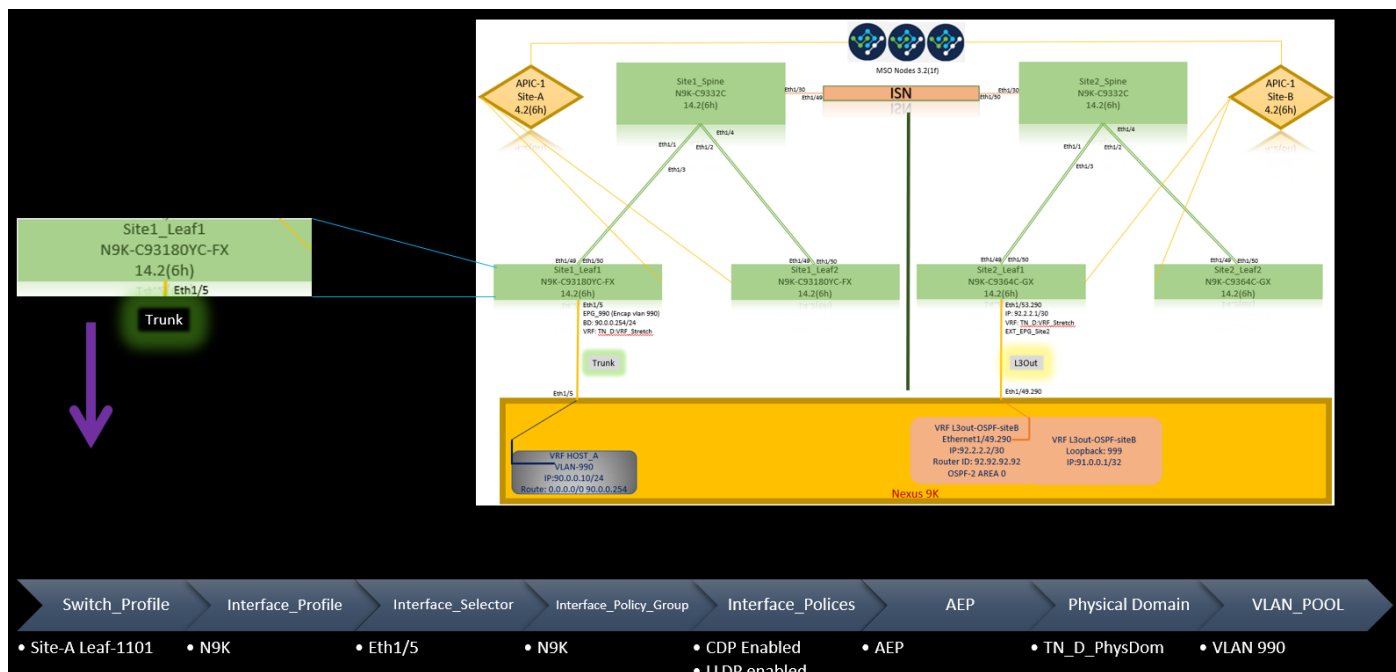 MSO Nodes 3.2(1f)
APIC-1
Site-A
4.2(6h)
Site1_Spine
N9K-C9332C
14.2(6h)
Eth1/30
Eth1/49
ISN
Eth1/30
Eth1/50
Site2_Spine
N9K-C9332C
14.2(6h)
APIC-1
Site-B
4.2(6h)
Eth1/4
Eth1/1
Eth1/2
Eth1/3
Eth1/4
Eth1/1
Eth1/2
Eth1/3
Site1_Leaf1
N9K-C93180YC-FX
14.2(6h)
Eth1/5
Trunk
Eth1/49 Eth1/50
Site1_Leaf1
N9K-C93180YC-FX
14.2(6h)
Eth1/49 Eth1/50
Site1_Leaf2
N9K-C93180YC-FX
14.2(6h)
Eth1/49 Eth1/50
Site2_Leaf1
N9K-C9364C-GX
14.2(6h)
Eth1/49 Eth1/50
Site2_Leaf2
N9K-C9364C-GX
14.2(6h)
Eth1/5
EPG_990 (Encap vlan 990)
BD: 90.0.0.254/24
VRF: TN_D:VRF_Stretch
Trunk
Eth1/5
Eth1/53.290
IP: 92.2.2.1/30
VRF: TN_D:VRF_Stretch
EXT_EPG_Site2
L3Out
Eth1/49.290
VRF HOST_A
VLAN-990
IP:90.0.0.10/24
Route: 0.0.0.0/0 90.0.0.254
VRF L3out-OSPF-siteB
Ethernet1/49.290
IP:92.2.2.2/30
Router ID: 92.92.92.92
OSPF-2 AREA 0
VRF L3out-OSPF-siteB
Loopback: 999
IP:91.0.0.1/32
Nexus 9K
Switch_Profile
Interface_Profile
Interface_Selector
Interface_Policy_Group
Interface_Polices
AEP
Physical Domain
VLAN_POOL
• Site-A Leaf-1101
• N9K
• Eth1/5
• N9K
• CDP Enabled
• LLDP enabled
• AEP
• TN_D_PhysDom
• VLAN 990